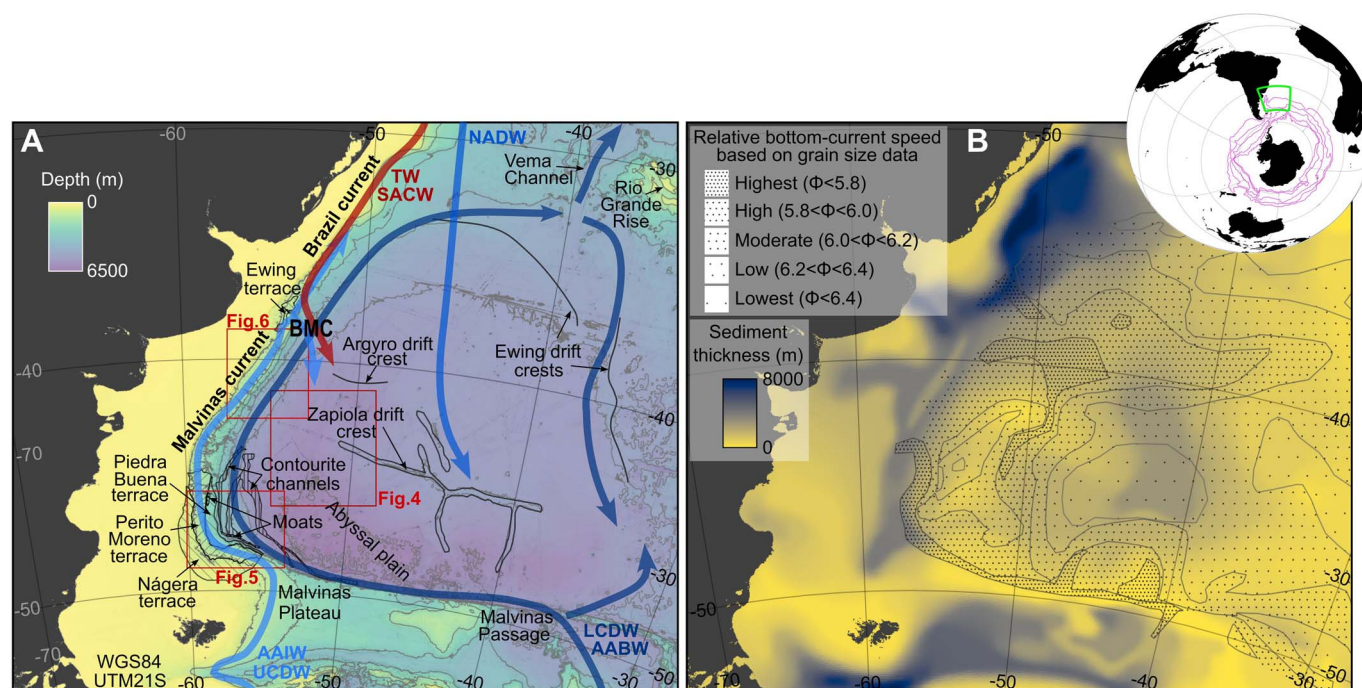 A
-60
-50
NADW
Depth (m)
0
6500
TW
SACW
Brazil current
Vema
Channel
-30
Rio
Grande
Rise
-40
Ewing
terrace
Fig.6
BMC
Argyro drift
crest
Ewing drift
crests
-40
Malvinas current
Zapiola drift
crest
-40
-70
Piedra
Buena
terrace
Contourite
channels
Fig.4
Perito
Moreno
terrace
Moats
Abyssal plain
Nágera
terrace
Fig.5
Malvinas
Plateau
-30
-50
Malvinas
Passage
LCDW
AABW
-70
AAIW
UCDW
WGS84
UTM21S
-60
-50
-40
-30
-50
B
-50
Relative bottom-current speed
based on grain size data
Highest (Φ<5.8)
High (5.8<Φ<6.0)
Moderate (6.0<Φ<6.2)
Low (6.2<Φ<6.4)
Lowest (Φ<6.4)
Sediment
thickness (m)
8000
0
-40
-30
-50
-60
-50
-40
-30
-50